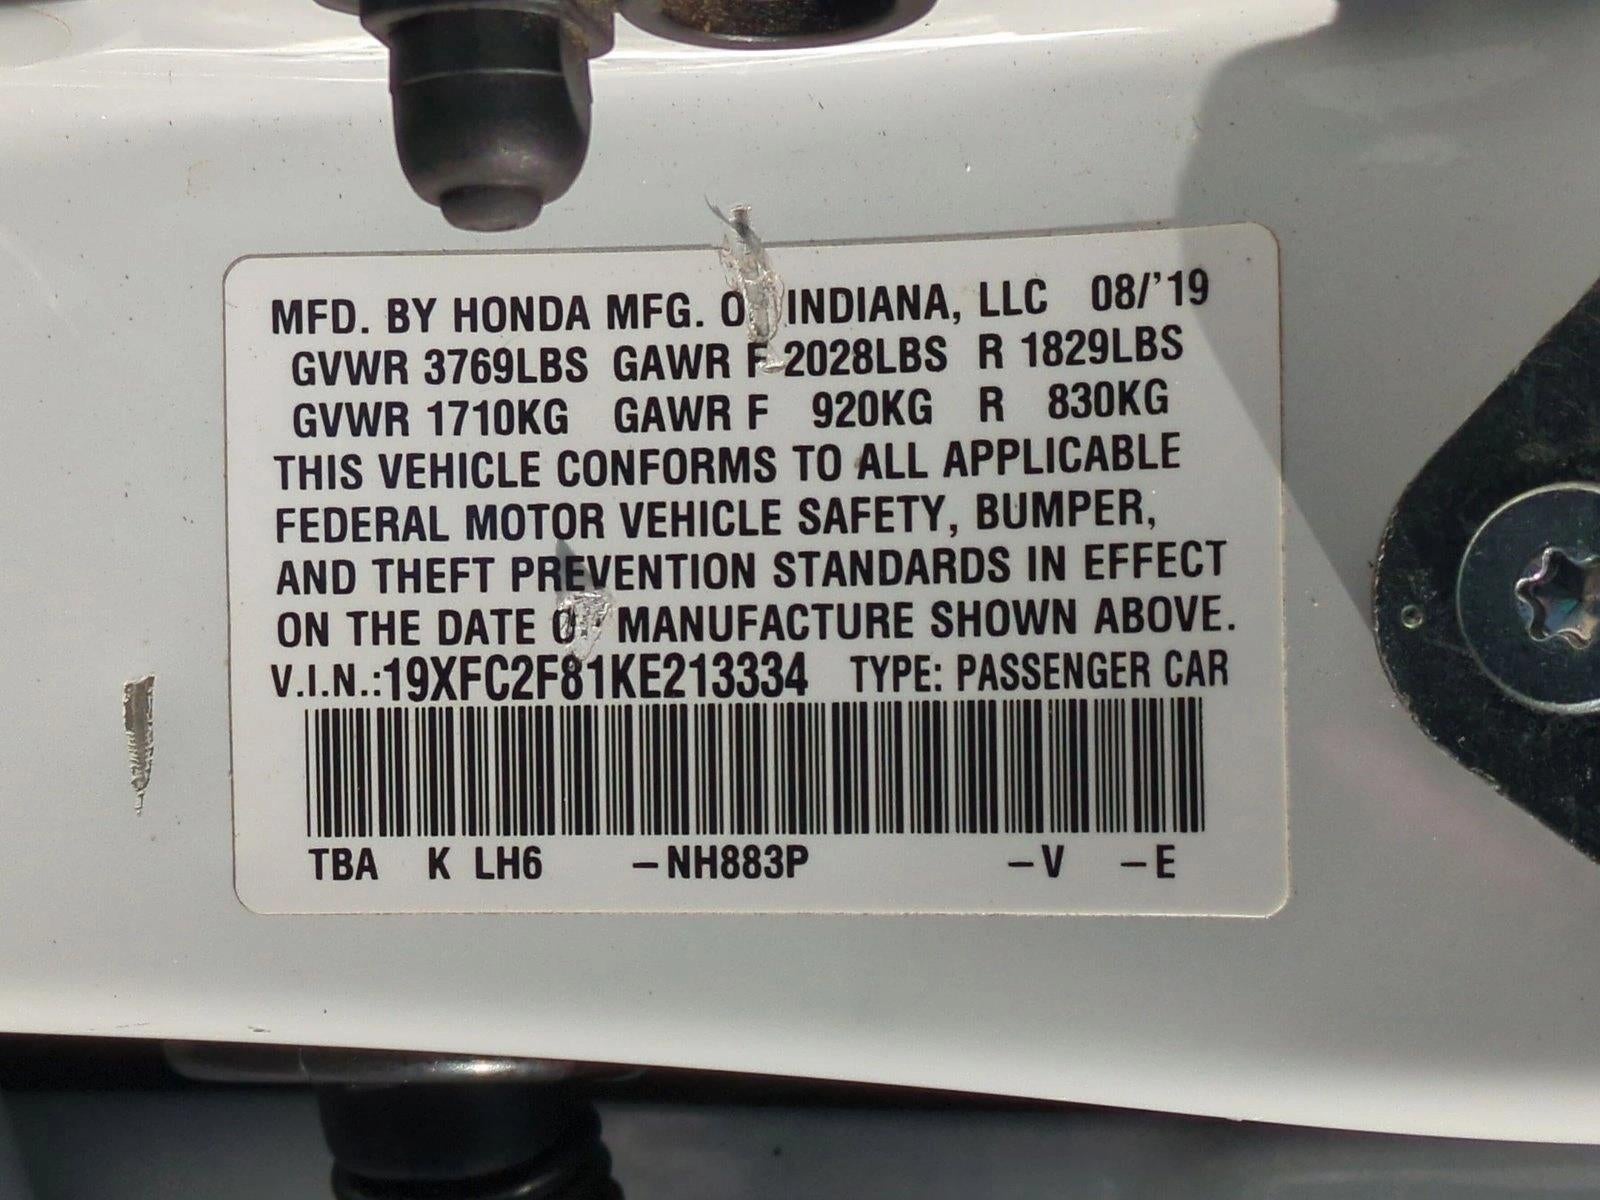 MFD. BY HONDA MFG. INDIANA, LLC 08/'19
GVWR 3769LBS GAWR F 2028LBS R 1829LBS
GVWR 1710KG GAWR F 920KG R 830KG
THIS VEHICLE CONFORMS TO ALL APPLICABLE
FEDERAL MOTOR VEHICLE SAFETY, BUMPER,
AND THEFT PREVENTION STANDARDS IN EFFECT
ON THE DATE MANUFACTURE SHOWN ABOVE.
V.I.N.:19XFC2F81KE213334 TYPE: PASSENGER CAR
TBA K LH6 –NH883P –V –E